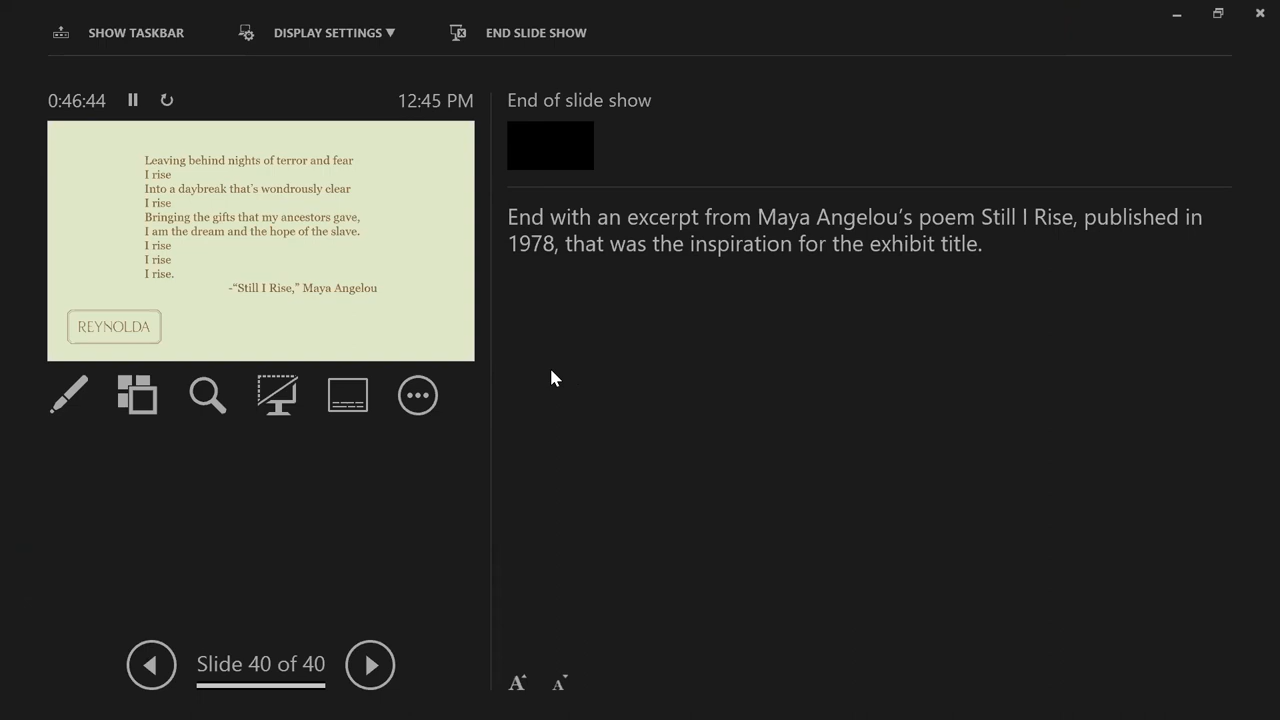 SHOW TASKBAR
DISPLAY SETTINGS ▼
END SLIDE SHOW
0:46:44
12:45 PM
Leaving behind nights of terror and fear
I rise
Into a daybreak that's wondrously clear
I rise
Bringing the gifts that my ancestors gave,
I am the dream and the hope of the slave.
I rise
I rise
I rise.
-“Still I Rise,” Maya Angelou
REYNOLDA
Slide 40 of 40
End of slide show
End with an excerpt from Maya Angelou’s poem Still I Rise, published in
1978, that was the inspiration for the exhibit title.
A A